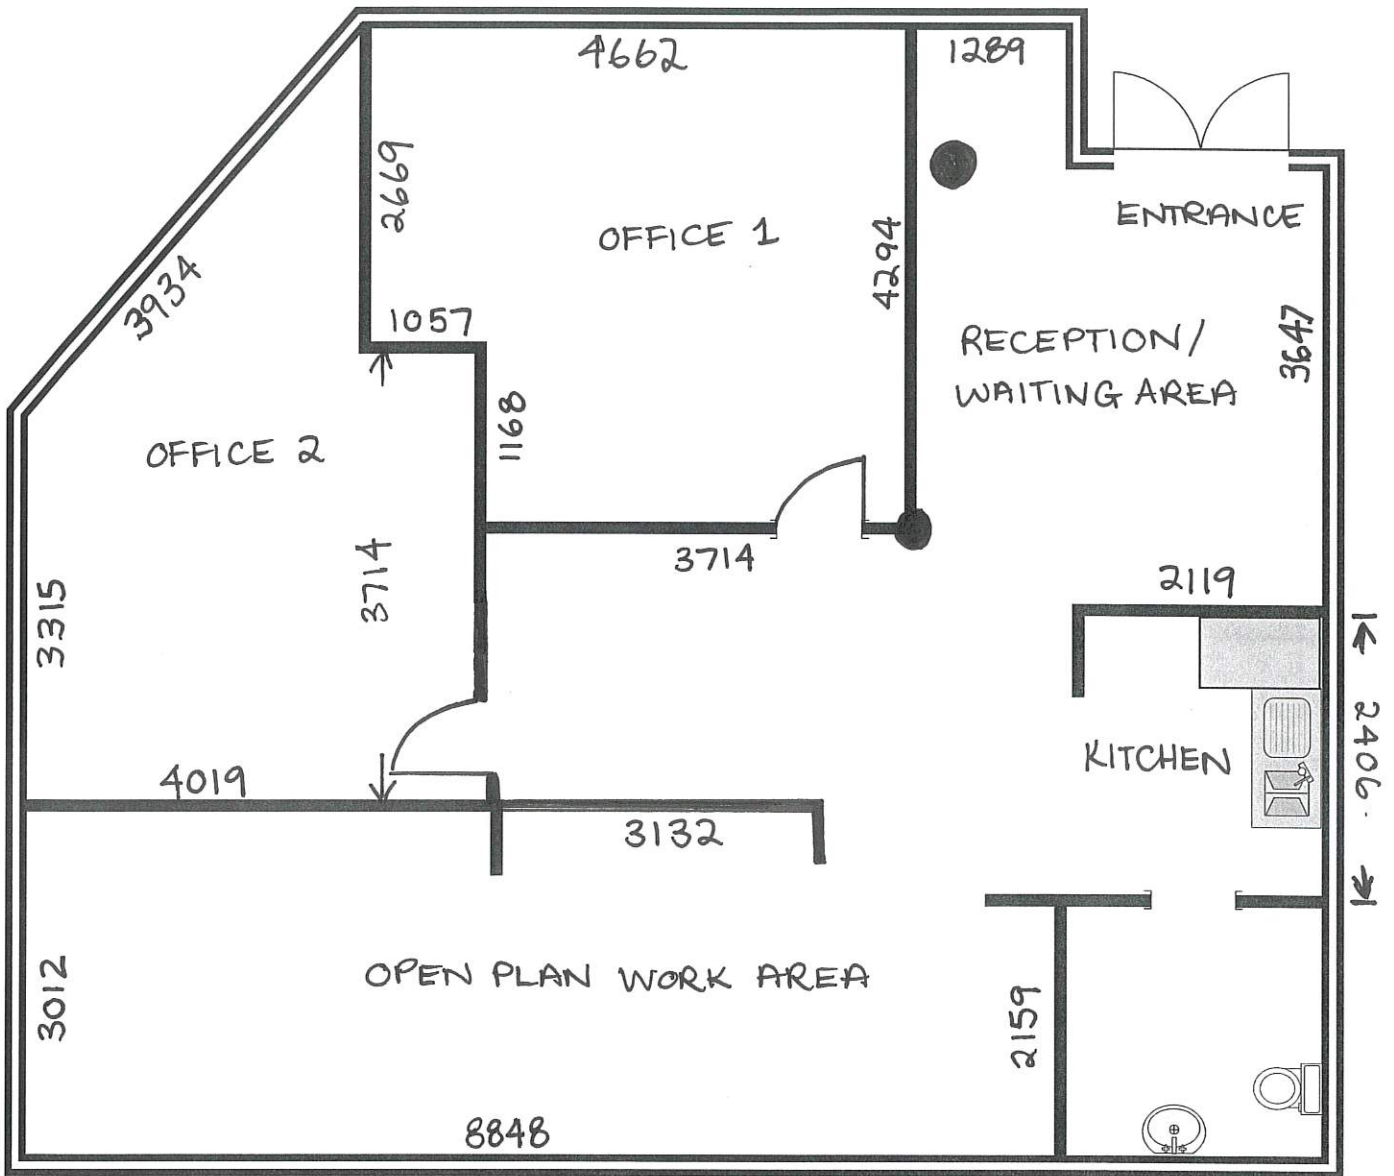 4662
1289
2669
ENTRANCE
OFFICE 1
4294
3934
1057
RECEPTION/
WAITING AREA
3647
1168
OFFICE 2
3714
3714
2119
3315
2406.
KITCHEN
4019
3132
OPEN PLAN WORK AREA
3012
2159
8848